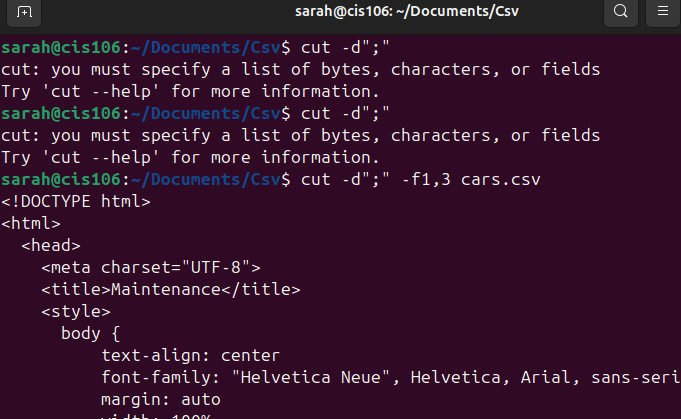 sarah@cis106: ~/Documents/Csv
sarah@cis106:~/Documents/Csv$ cut -d";"
cut: you must specify a list of bytes, characters, or fields
Try 'cut --help' for more information.
sarah@cis106:~/Documents/Csv$ cut -d";"
cut: you must specify a list of bytes, characters, or fields
Try 'cut --help' for more information.
sarah@cis106:~/Documents/Csv$ cut -d";" -f1,3 cars.csv
<!DOCTYPE html>
<html>
  <head>
    <meta charset="UTF-8">
    <title>Maintenance</title>
    <style>
      body {
          text-align: center
          font-family: "Helvetica Neue", Helvetica, Arial, sans-seri
          margin: auto
          width: 100%